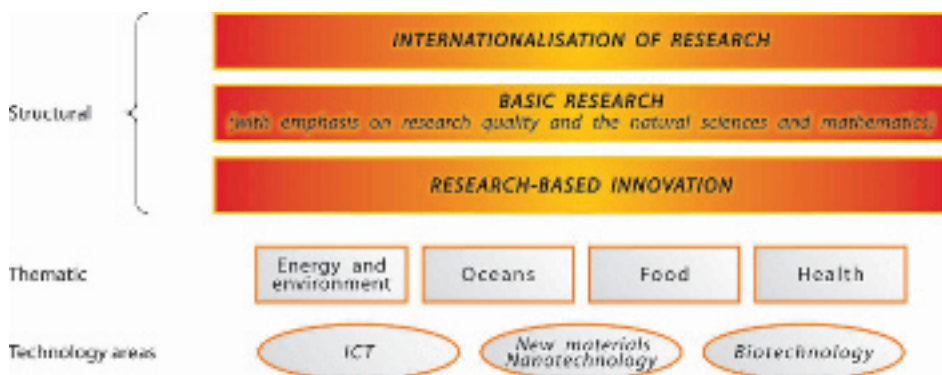 INTERNATIONALISATION OF RESEARCH
Structural
BASIC RESEARCH
(with emphasis on research quality and the natural sciences and mathematics)
RESEARCH-BASED INNOVATION
Thematic
Energy and
environment
Oceans
Food
Health
Technology areas
ICT
New materials
Nanotechnology
Biotechnology